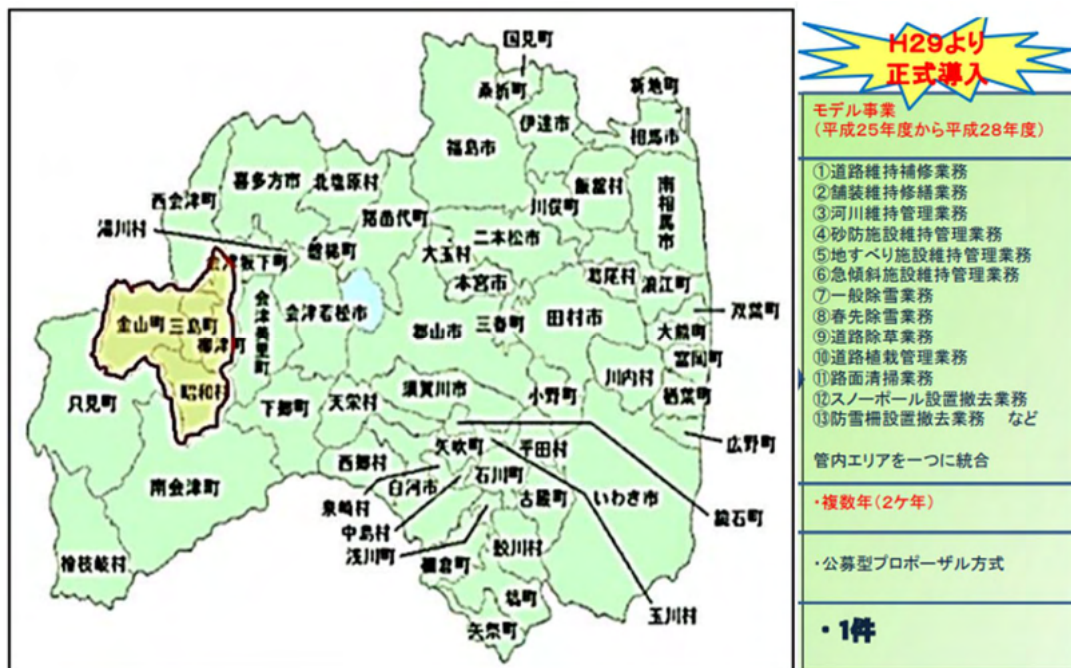 国見町
桑折町
新地町
伊達市
相馬市
福島市
喜多方市
北塩原村
飯舘村
南相馬市
西会津町
川俣町
猪苗代町
湯川村
磐梯町
二本松市
大玉村
葛尾村
浪江町
本宮市
会津美里町
会津若松市
双葉町
金山町
三島町
郡山市
三春町
田村市
大熊町
柳津町
富岡町
川内村
昭和村
須賀川市
小野町
楢葉町
只見町
下郷町
天栄村
広野町
矢吹町
平田村
西郷村
石川町
白河市
南会津町
いわき市
泉崎村
鏡石町
中島村
浅川町
鮫川村
棚倉町
檜枝岐村
塙町
玉川村
矢祭町
H29より
正式導入
モデル事業
(平成25年度から平成28年度)
①道路維持補修業務
②舗装維持修繕業務
③河川維持管理業務
④砂防施設維持管理業務
⑤地すべり施設維持管理業務
⑥急傾斜施設維持管理業務
⑦一般除雪業務
⑧春先除雪業務
⑨道路除草業務
⑩道路植栽管理業務
⑪路面清掃業務
⑫スノーポール設置撤去業務
⑬防雪柵設置撤去業務 など
管内エリアを一つに統合
・複数年(2ケ年)
・公募型プロポーザル方式
・1件